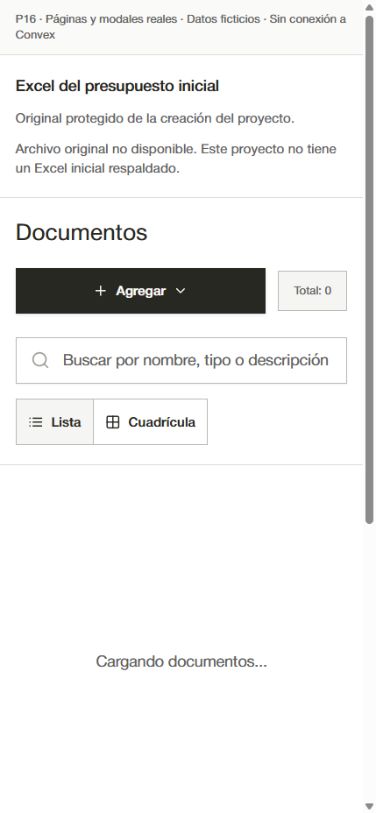 P16 · Páginas y modales reales · Datos ficticios · Sin conexión a
Convex
Excel del presupuesto inicial
Original protegido de la creación del proyecto.
Archivo original no disponible. Este proyecto no tiene
un Excel inicial respaldado.
Documentos
Agregar
Total: 0
Buscar por nombre, tipo o descripción
Lista
Cuadrícula
Cargando documentos...